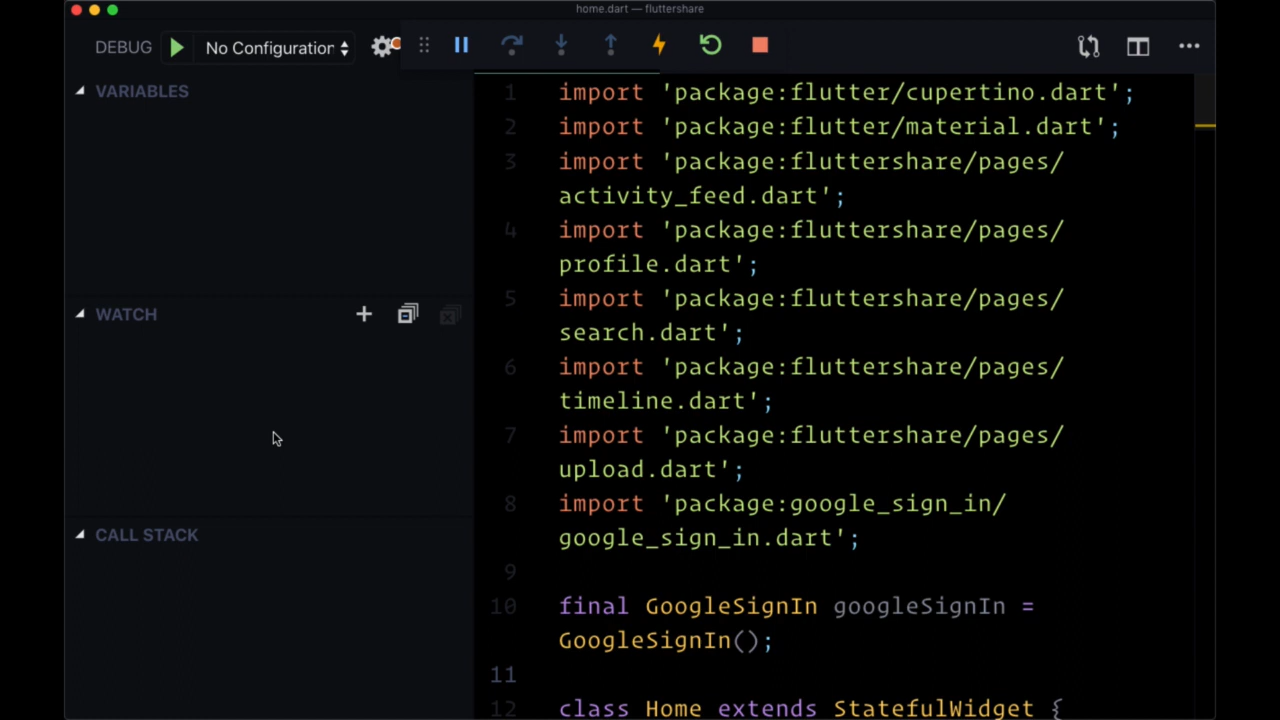 home.dart — fluttershare
DEBUG No Configuration
VARIABLES
WATCH
CALL STACK
1 import 'package:flutter/cupertino.dart';
2 import 'package:flutter/material.dart';
3 import 'package:fluttershare/pages/
activity_feed.dart';
4 import 'package:fluttershare/pages/
profile.dart';
5 import 'package:fluttershare/pages/
search.dart';
6 import 'package:fluttershare/pages/
timeline.dart';
7 import 'package:fluttershare/pages/
upload.dart';
8 import 'package:google_sign_in/
google_sign_in.dart';
9
10 final GoogleSignIn googleSignIn =
GoogleSignIn();
11
12 class Home extends StatefulWidget {